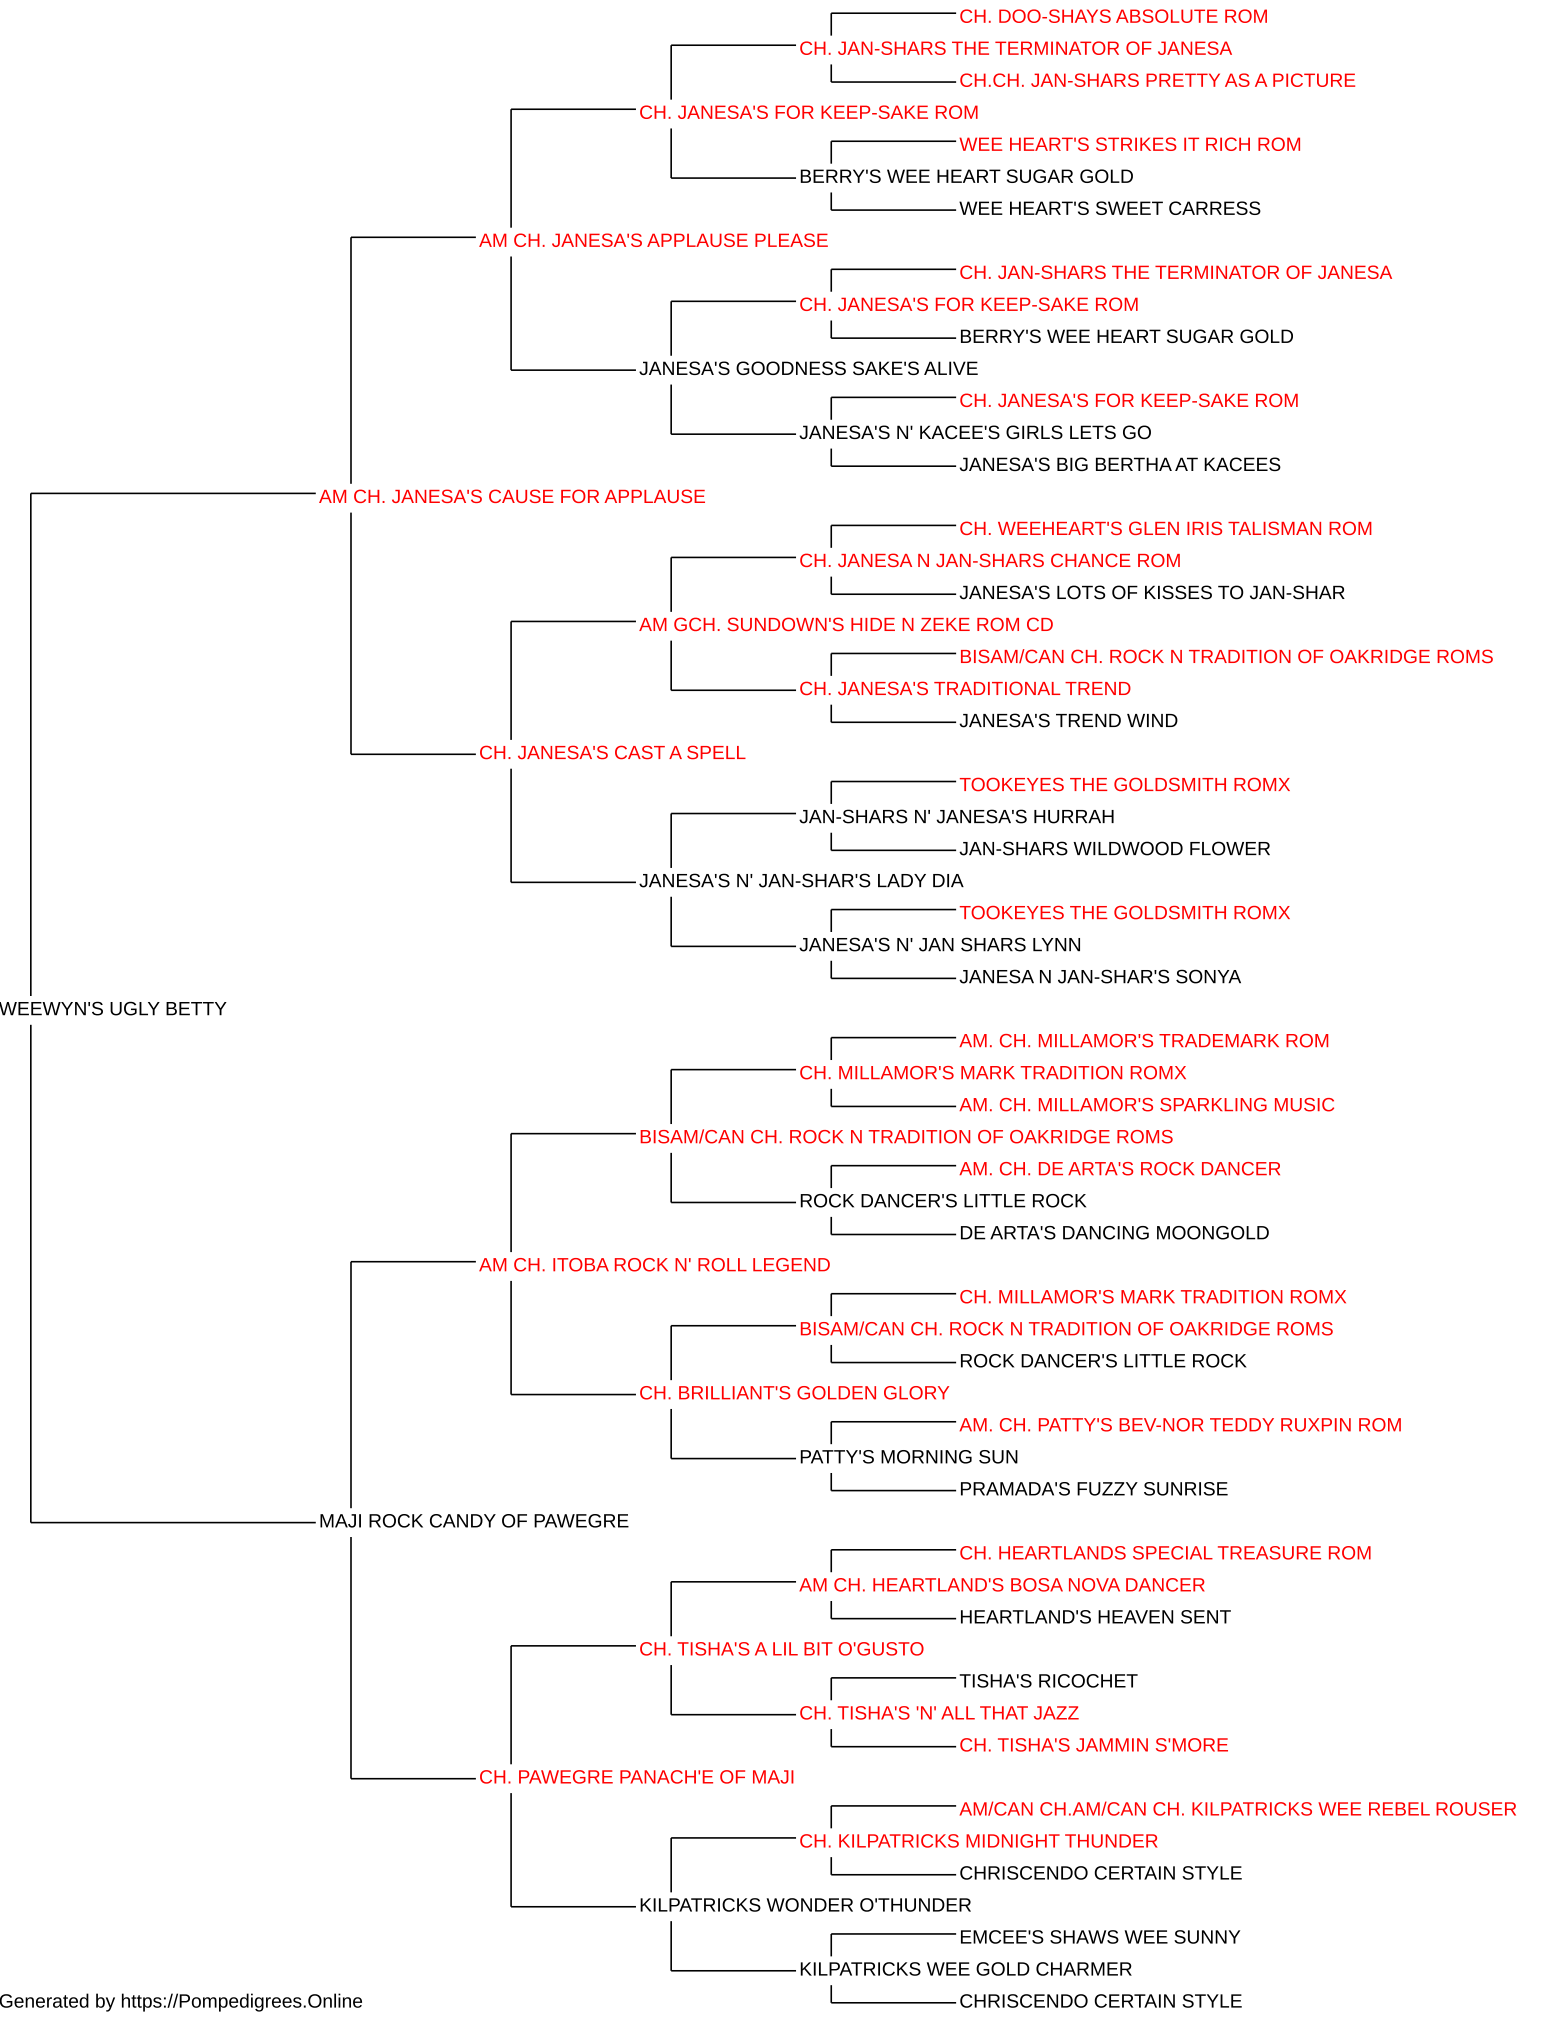 CH. DOO-SHAYS ABSOLUTE ROM
CH. JAN-SHARS THE TERMINATOR OF JANESA
CH.CH. JAN-SHARS PRETTY AS A PICTURE
CH. JANESA'S FOR KEEP-SAKE ROM
WEE HEART'S STRIKES IT RICH ROM
BERRY'S WEE HEART SUGAR GOLD
WEE HEART'S SWEET CARRESS
AM CH. JANESA'S APPLAUSE PLEASE
CH. JAN-SHARS THE TERMINATOR OF JANESA
CH. JANESA'S FOR KEEP-SAKE ROM
BERRY'S WEE HEART SUGAR GOLD
JANESA'S GOODNESS SAKE'S ALIVE
CH. JANESA'S FOR KEEP-SAKE ROM
JANESA'S N' KACEE'S GIRLS LETS GO
JANESA'S BIG BERTHA AT KACEES
AM CH. JANESA'S CAUSE FOR APPLAUSE
CH. WEEHEART'S GLEN IRIS TALISMAN ROM
CH. JANESA N JAN-SHARS CHANCE ROM
JANESA'S LOTS OF KISSES TO JAN-SHAR
AM GCH. SUNDOWN'S HIDE N ZEKE ROM CD
BISAM/CAN CH. ROCK N TRADITION OF OAKRIDGE ROMS
CH. JANESA'S TRADITIONAL TREND
JANESA'S TREND WIND
CH. JANESA'S CAST A SPELL
TOOKEYES THE GOLDSMITH ROMX
JAN-SHARS N' JANESA'S HURRAH
JAN-SHARS WILDWOOD FLOWER
JANESA'S N' JAN-SHAR'S LADY DIA
TOOKEYES THE GOLDSMITH ROMX
JANESA'S N' JAN SHARS LYNN
JANESA N JAN-SHAR'S SONYA
WEEWYN'S UGLY BETTY
AM. CH. MILLAMOR'S TRADEMARK ROM
CH. MILLAMOR'S MARK TRADITION ROMX
AM. CH. MILLAMOR'S SPARKLING MUSIC
BISAM/CAN CH. ROCK N TRADITION OF OAKRIDGE ROMS
AM. CH. DE ARTA'S ROCK DANCER
ROCK DANCER'S LITTLE ROCK
DE ARTA'S DANCING MOONGOLD
AM CH. ITOBA ROCK N' ROLL LEGEND
CH. MILLAMOR'S MARK TRADITION ROMX
BISAM/CAN CH. ROCK N TRADITION OF OAKRIDGE ROMS
ROCK DANCER'S LITTLE ROCK
CH. BRILLIANT'S GOLDEN GLORY
AM. CH. PATTY'S BEV-NOR TEDDY RUXPIN ROM
PATTY'S MORNING SUN
PRAMADA'S FUZZY SUNRISE
MAJI ROCK CANDY OF PAWEGRE
CH. HEARTLANDS SPECIAL TREASURE ROM
AM CH. HEARTLAND'S BOSA NOVA DANCER
HEARTLAND'S HEAVEN SENT
CH. TISHA'S A LIL BIT O'GUSTO
TISHA'S RICOCHET
CH. TISHA'S 'N' ALL THAT JAZZ
CH. TISHA'S JAMMIN S'MORE
CH. PAWEGRE PANACH'E OF MAJI
AM/CAN CH.AM/CAN CH. KILPATRICKS WEE REBEL ROUSER
CH. KILPATRICKS MIDNIGHT THUNDER
CHRISCENDO CERTAIN STYLE
KILPATRICKS WONDER O'THUNDER
EMCEE'S SHAWS WEE SUNNY
KILPATRICKS WEE GOLD CHARMER
CHRISCENDO CERTAIN STYLE
Generated by https://Pompedigrees.Online